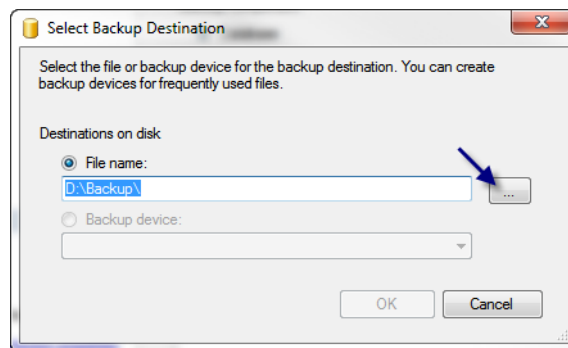 Select Backup Destination
Select the file or backup device for the backup destination. You can create
backup devices for frequently used files.
Destinations on disk
File name:
D:\Backup\
...
Backup device:
OK
Cancel